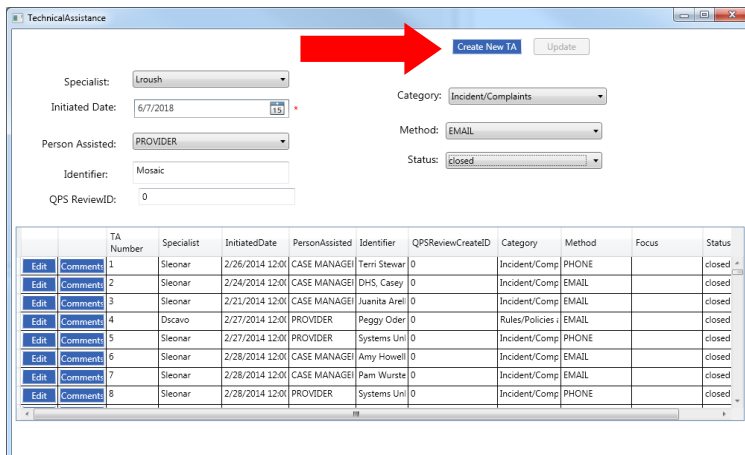 TechnicalAssistance
Create New TA Update
Specialist: Lroush
Category: Incident/Complaints
Initiated Date: 6/7/2018 15 *
Method: EMAIL
Person Assisted: PROVIDER
Status: closed
Identifier: Mosaic
QPS ReviewID: 0
TA Number Specialist InitiatedDate PersonAssisted Identifier QPSReviewCreateID Category Method Focus Status
Edit Comments 1 Sleonar 2/26/2014 12:00 CASE MANAGEI Terri Stewar 0 Incident/Comp PHONE closed
Edit Comments 2 Sleonar 2/24/2014 12:00 CASE MANAGEI DHS, Casey 0 Incident/Comp EMAIL closed
Edit Comments 3 Sleonar 2/21/2014 12:00 CASE MANAGEI Juanita Arell 0 Incident/Comp EMAIL closed
Edit Comments 4 Dscavo 2/27/2014 12:00 PROVIDER Peggy Oder 0 Rules/Policies a EMAIL closed
Edit Comments 5 Sleonar 2/27/2014 12:00 PROVIDER Systems Unl 0 Incident/Comp PHONE closed
Edit Comments 6 Sleonar 2/28/2014 12:00 CASE MANAGEI Amy Howell 0 Incident/Comp EMAIL closed
Edit Comments 7 Sleonar 2/28/2014 12:00 CASE MANAGEI Pam Wurste 0 Incident/Comp EMAIL closed
Edit Comments 8 Sleonar 2/28/2014 12:00 PROVIDER Systems Unl 0 Incident/Comp PHONE closed